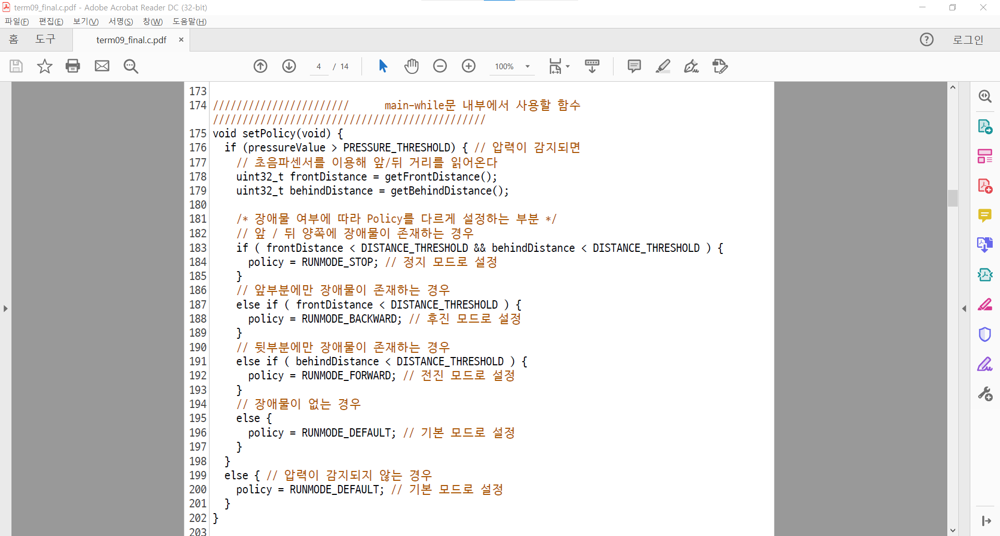 term09_final.c.pdf - Adobe Acrobat Reader DC (32-bit)
파일(F) 편집(E) 보기(V) 서명(S) 창(W) 도움말(H)
홈 도구 term09_final.c.pdf × ? 로그인
4 / 14 100%
173
174 /////////////////////// main-while문 내부에서 사용할 함수
//////////////////////////////////////////////
175 void setPolicy(void) {
176 if (pressureValue > PRESSURE_THRESHOLD) { // 압력이 감지되면
177 // 초음파센서를 이용해 앞/뒤 거리를 읽어온다
178 uint32_t frontDistance = getFrontDistance();
179 uint32_t behindDistance = getBehindDistance();
180
181 /* 장애물 여부에 따라 Policy를 다르게 설정하는 부분 */
182 // 앞 / 뒤 양쪽에 장애물이 존재하는 경우
183 if ( frontDistance < DISTANCE_THRESHOLD && behindDistance < DISTANCE_THRESHOLD ) {
184 policy = RUNMODE_STOP; // 정지 모드로 설정
185 }
186 // 앞부분에만 장애물이 존재하는 경우
187 else if ( frontDistance < DISTANCE_THRESHOLD ) {
188 policy = RUNMODE_BACKWARD; // 후진 모드로 설정
189 }
190 // 뒷부분에만 장애물이 존재하는 경우
191 else if ( behindDistance < DISTANCE_THRESHOLD ) {
192 policy = RUNMODE_FORWARD; // 전진 모드로 설정
193 }
194 // 장애물이 없는 경우
195 else {
196 policy = RUNMODE_DEFAULT; // 기본 모드로 설정
197 }
198 }
199 else { // 압력이 감지되지 않는 경우
200 policy = RUNMODE_DEFAULT; // 기본 모드로 설정
201 }
202 }
203